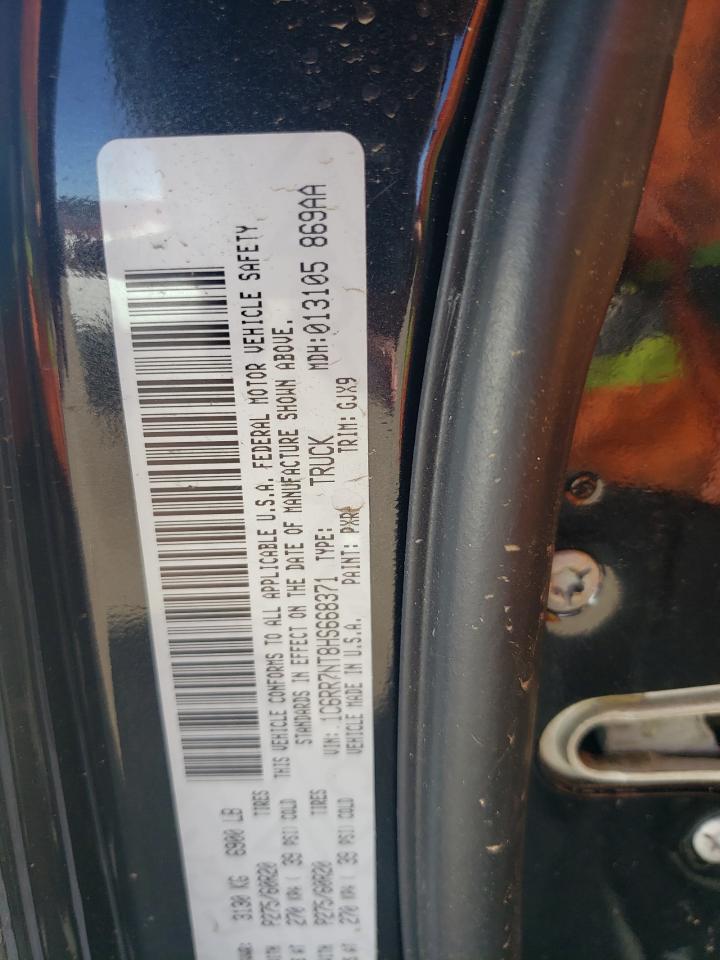 3130 KG 6900 LB
P275/60R20 TIRES
270 KPA ( 39 PSI) COLD
P275/60R20 TIRES
270 KPA ( 39 PSI) COLD
THIS VEHICLE CONFORMS TO ALL APPLICABLE U.S.A. FEDERAL MOTOR VEHICLE SAFETY
STANDARDS IN EFFECT ON THE DATE OF MANUFACTURE SHOWN ABOVE.
VIN: 1C6RR7NT8HS668371 TYPE: TRUCK MDH:013105 869AA
VEHICLE MADE IN U.S.A. PAINT: PXR TRIM: GJX9